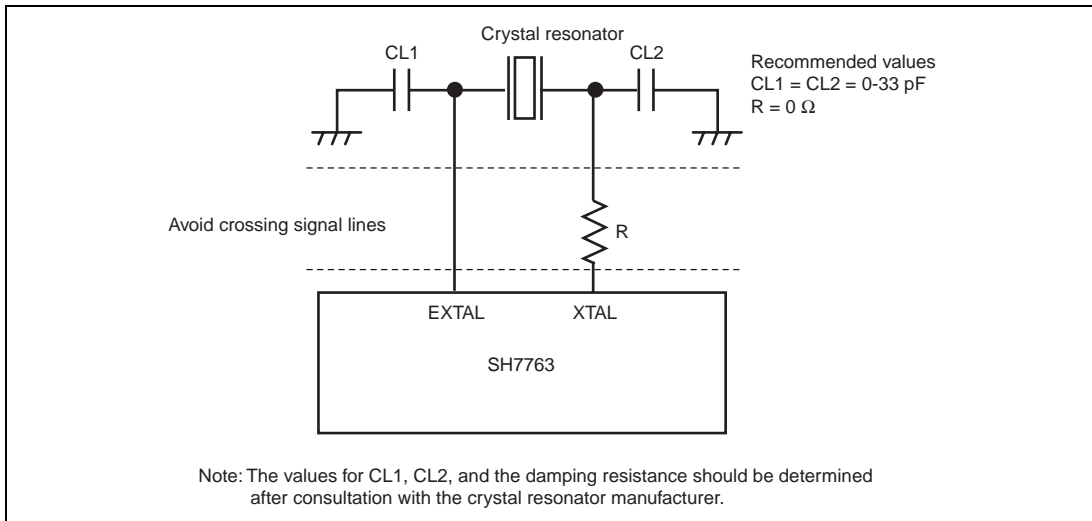 Crystal resonator
CL1
CL2
Recommended values
CL1 = CL2 = 0-33 pF
R = 0 Ω
Avoid crossing signal lines
R
EXTAL
XTAL
SH7763
Note: The values for CL1, CL2, and the damping resistance should be determined
after consultation with the crystal resonator manufacturer.